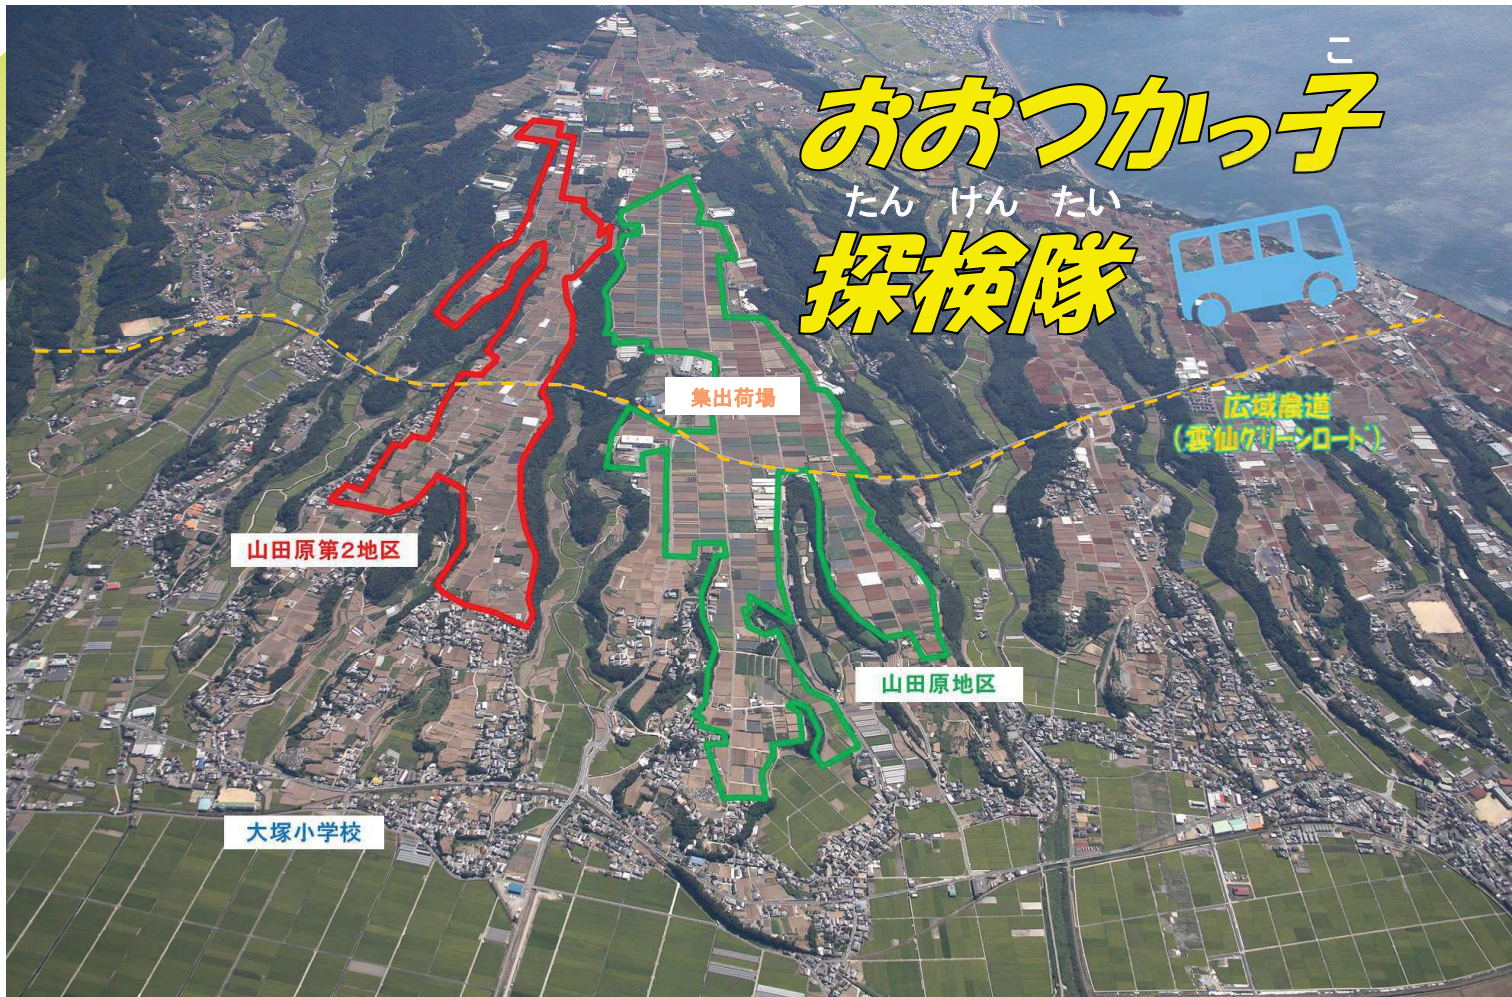 こ
おおつかっ子
たん けん たい
探検隊
集出荷場
広域農道
(雲仙グリーンロード)
山田原第2地区
山田原地区
大塚小学校